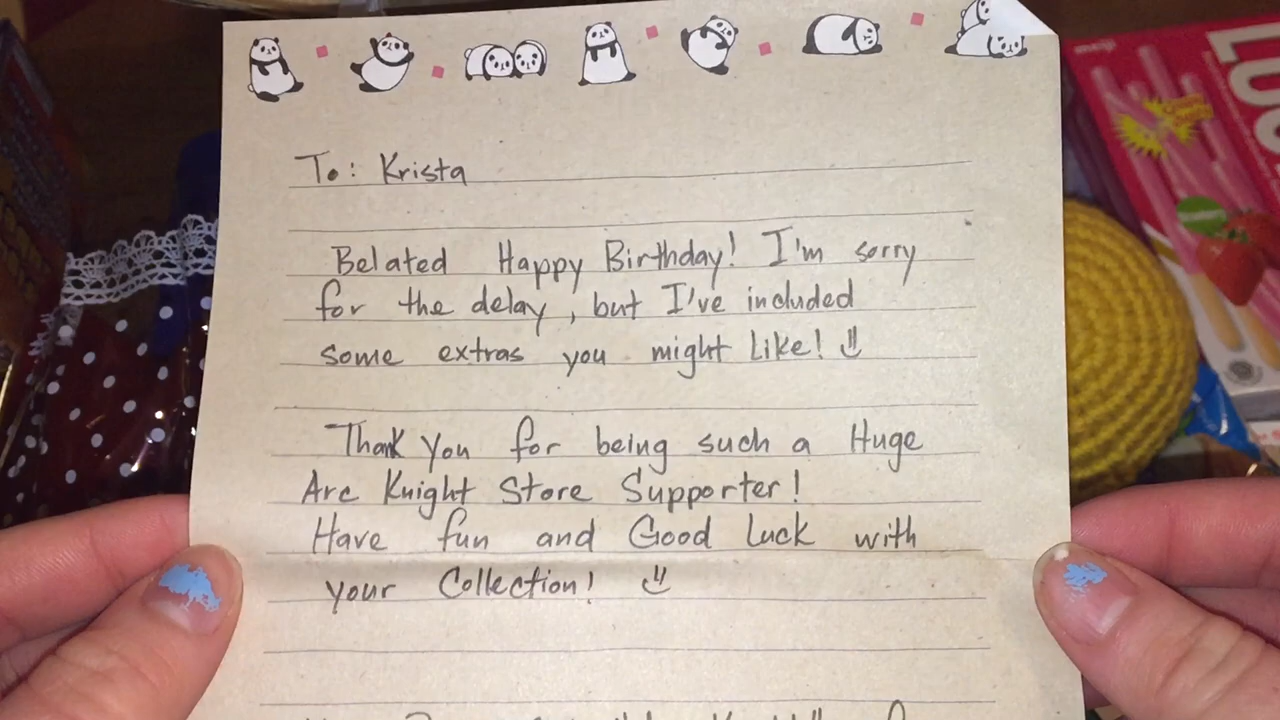 To: Krista
Belated Happy Birthday! I'm sorry
for the delay, but I've included
some extras you might Like!
Thank You for being such a Huge
Arc Knight Store Supporter!
Have fun and Good Luck with
your Collection!